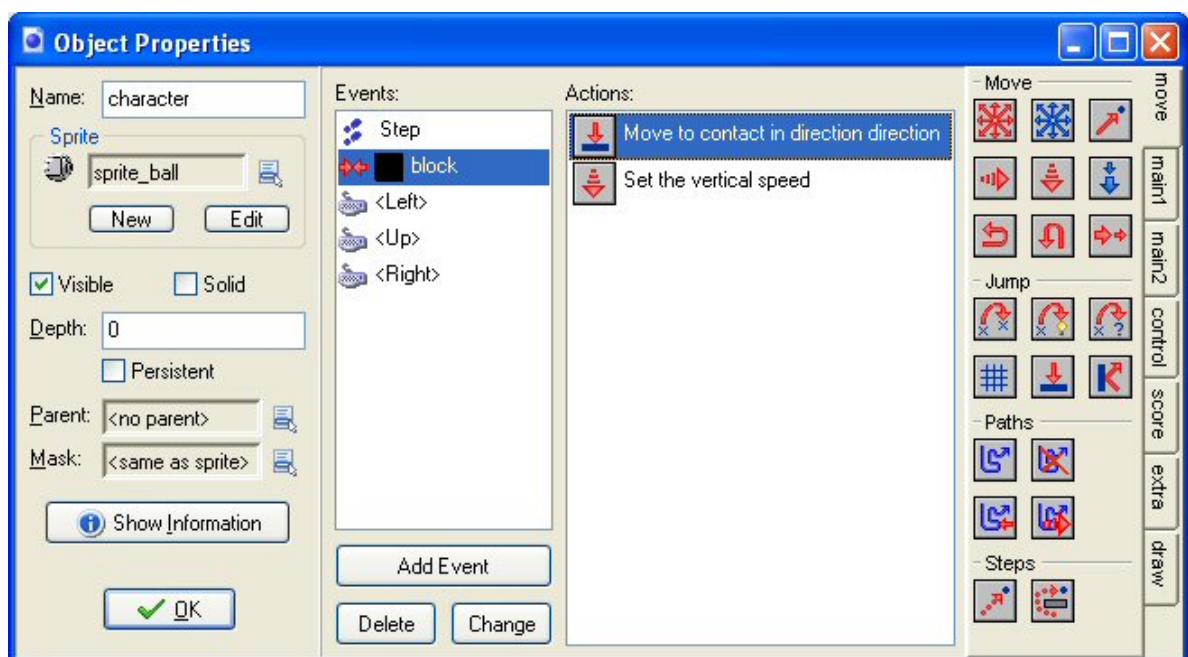 Object Properties
Name: character
Sprite
sprite_ball
New Edit
Visible Solid
Depth: 0
Persistent
Parent: <no parent>
Mask: <same as sprite>
Show Information
OK
Events:
Step
block
<Left>
<Up>
<Right>
Add Event
Delete Change
Actions:
Move to contact in direction direction
Set the vertical speed
Move
Jump
Paths
Steps
move
main1
main2
control
score
extra
draw